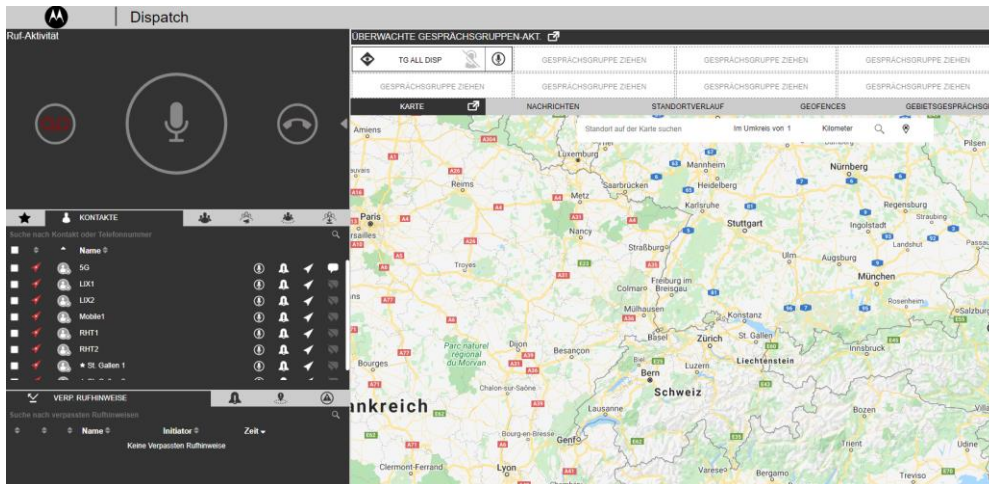 Dispatch
Ruf-Aktivität
ÜBERWACHTE GESPRÄCHSGRUPPEN-AKT.
TG ALL DISP
GESPRÄCHSGRUPPE ZIEHEN
GESPRÄCHSGRUPPE ZIEHEN
GESPRÄCHSGRUPPE ZIEHEN
GESPRÄCHSGRUPPE ZIEHEN
GESPRÄCHSGRUPPE ZIEHEN
GESPRÄCHSGRUPPE ZIEHEN
GESPRÄCHSGRUPPE ZIEHEN
KARTE
NACHRICHTEN
STANDORTVERLAUF
GEOFENCES
GEBIETSGESPRÄCHSG
Standort auf der Karte suchen
Im Umkreis von 1
Kilometer
KONTAKTE
Suche nach Kontakt oder Telefonnummer
Name
5G
LIX1
LIX2
Mobile1
RHT1
RHT2
★ St. Gallen 1
VERP. RUFHINWEISE
Suche nach verpassten Rufhinweisen
Name Initiator Zeit
Keine Verpassten Rufhinweise
Amiens
Luxemburg
Mannheim
Nürnberg
Pilsen
Reims
Saarbrücken
Heidelberg
Metz
Karlsruhe
Regensburg
Paris
Nancy
Stuttgart
Ingolstadt
Straubing
rsailles
Straßburg
Landshut
Passau
Troyes
Ulm
Augsburg
Freiburg im
Breisgau
München
Colmar
Mülhausen
Konstanz
Rosenheim
Salzburg
Basel
Zürich
St. Gallen
Parc naturel
régional
du Morvan
Dijon
Besançon
Innsbruck
Bourges
Biel
Luzern
Liechtenstein
Bern
Chalon-sur-Saône
Schweiz
ankreich
Lausanne
Bozen
Villa
Bourg-en-Bresse
Genf
Trient
Udine
Clermont-Ferrand
Lyon
Varese
Bergamo
Treviso